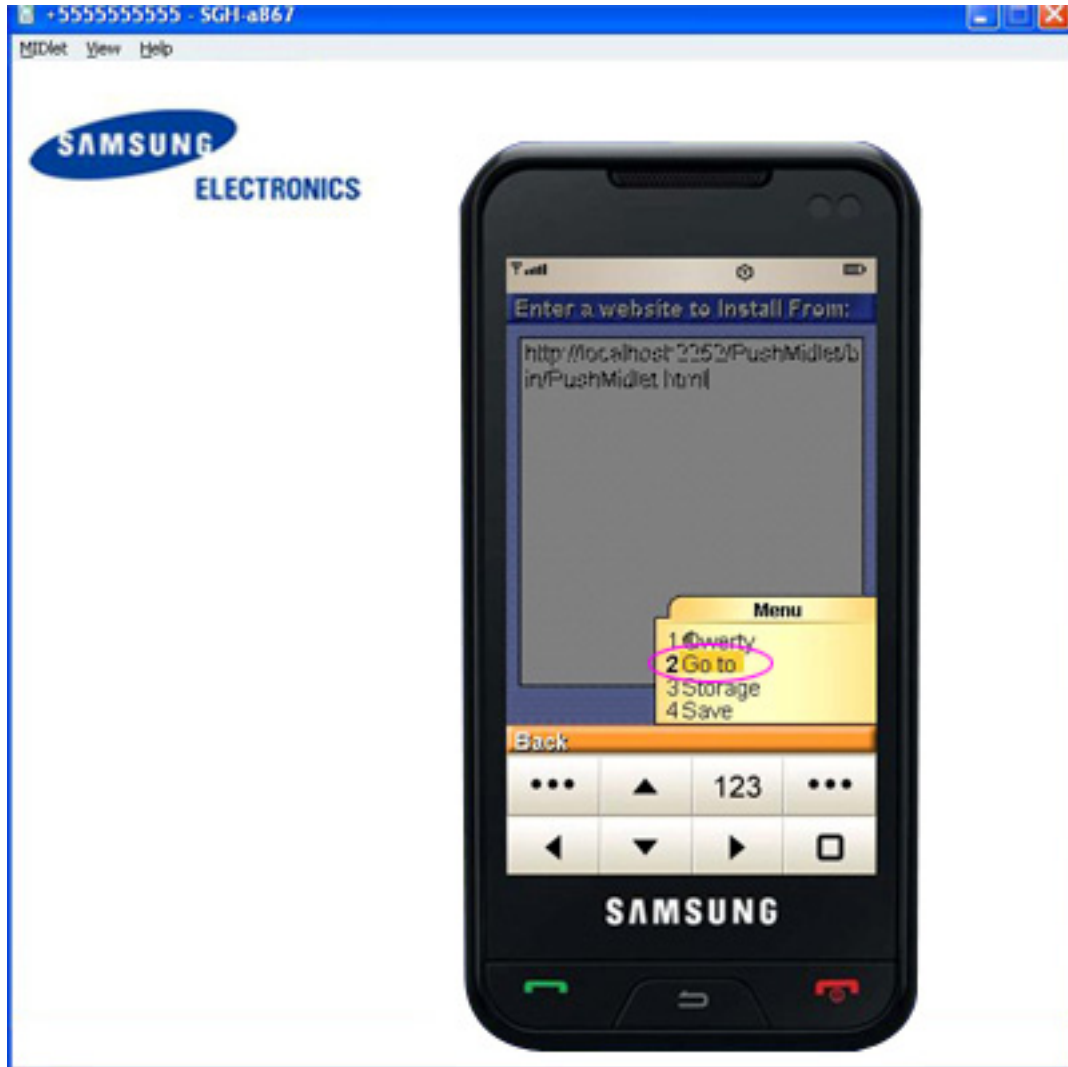 +5555555555 - SGH-a867
MIDlet View Help
SAMSUNG
ELECTRONICS
Enter a website to Install From:
http://localhost:2252/PushMidlet/b
in/PushMidlet.html
Menu
1 Qwerty
2 Go to
3 Storage
4 Save
Back
123
SAMSUNG